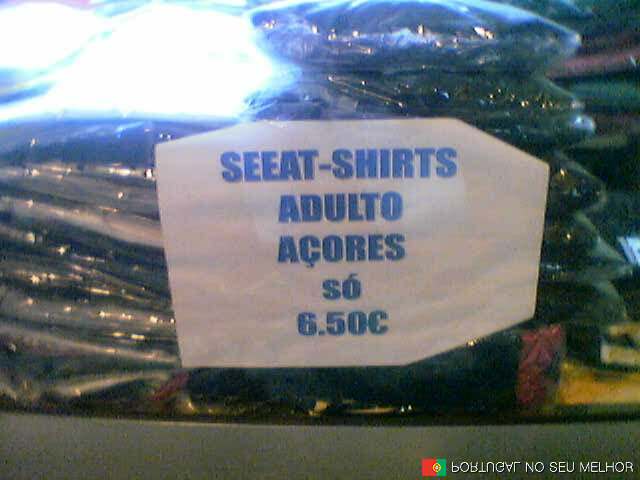 SEEAT-SHIRTS
ADULTO
AÇORES
só
6.50€
PORTUGAL NO SEU MELHOR